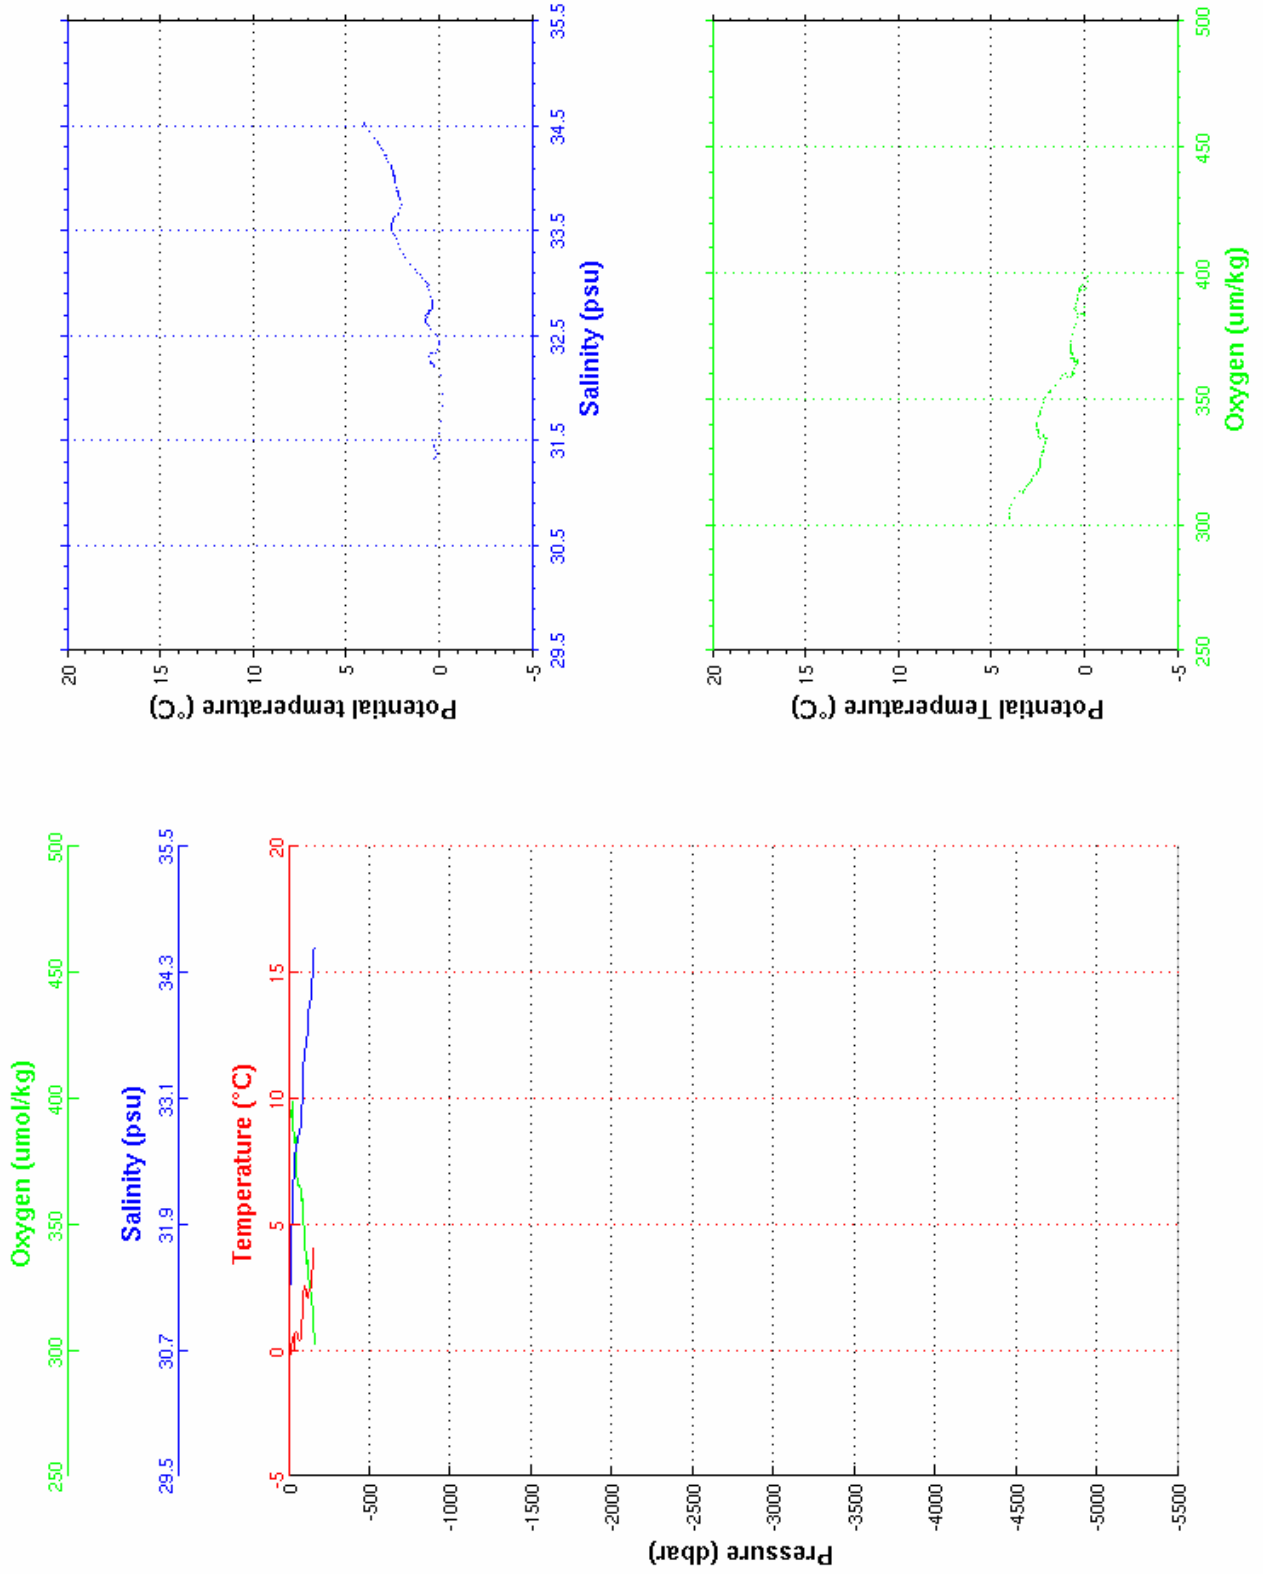 Oxygen (umol/kg)
250 300 350 400 450 500
Salinity (psu)
29.5 30.7 31.9 33.1 34.3 35.5
Temperature (°C)
-5 0 5 10 15 20
0
-500
-1000
-1500
-2000
-2500
-3000
-3500
-4000
-4500
-5000
-5500
Pressure (dbar)
20
15
10
5
0
-5
Potential temperature (°C)
29.5 30.5 31.5 32.5 33.5 34.5 35.5
Salinity (psu)
20
15
10
5
0
-5
Potential Temperature (°C)
250 300 350 400 450 500
Oxygen (um/kg)